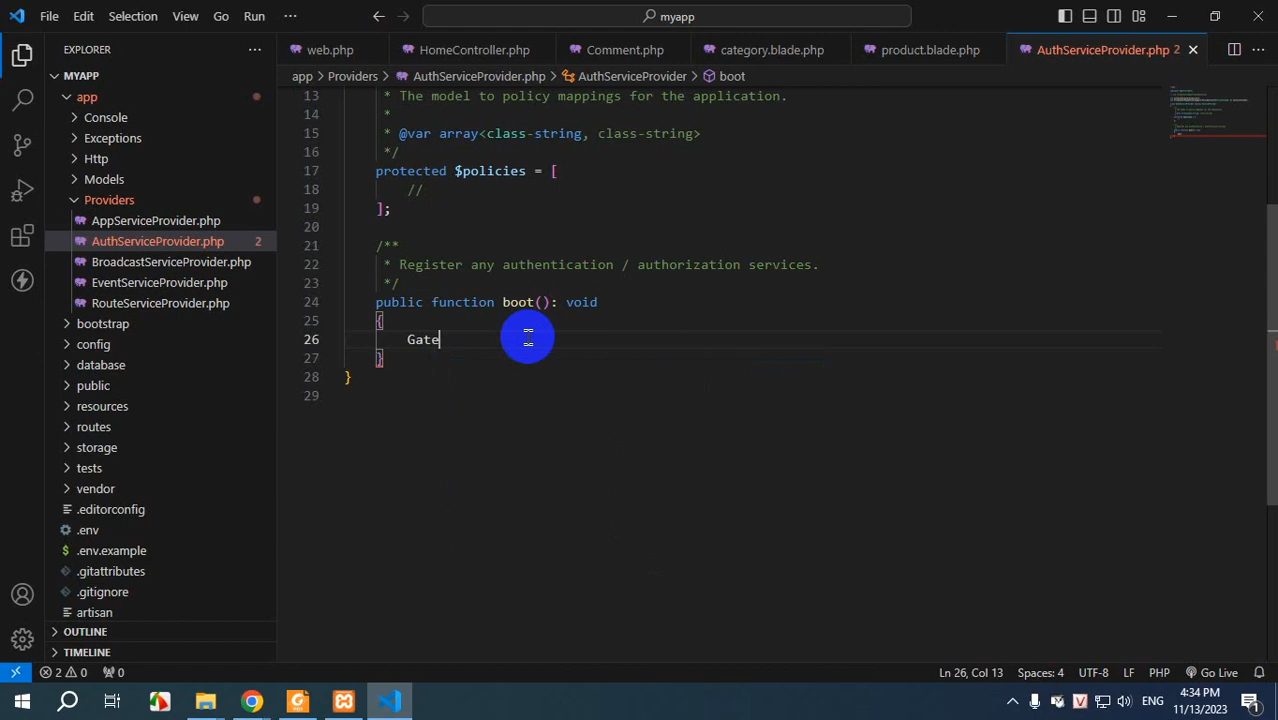 File Edit Selection View Go Run ··· myapp
EXPLORER ···
web.php HomeController.php Comment.php category.blade.php product.blade.php AuthServiceProvider.php 2
app > Providers > AuthServiceProvider.php > AuthServiceProvider > boot
MYAPP
app
Console
Exceptions
Http
Models
Providers
AppServiceProvider.php
AuthServiceProvider.php 2
BroadcastServiceProvider.php
EventServiceProvider.php
RouteServiceProvider.php
bootstrap
config
database
public
resources
routes
storage
tests
vendor
.editorconfig
.env
.env.example
.gitattributes
.gitignore
artisan
OUTLINE
TIMELINE
13 * The model to policy mappings for the application.
14 *
15 * @var array<class-string, class-string>
16 */
17 protected $policies = [
18 //
19 ];
20
21 /**
22 * Register any authentication / authorization services.
23 */
24 public function boot(): void
25 {
26 Gate
27 }
28 }
29
2 0 0 Ln 26, Col 13 Spaces: 4 UTF-8 LF PHP Go Live
ENG 4:34 PM
11/13/2023 1